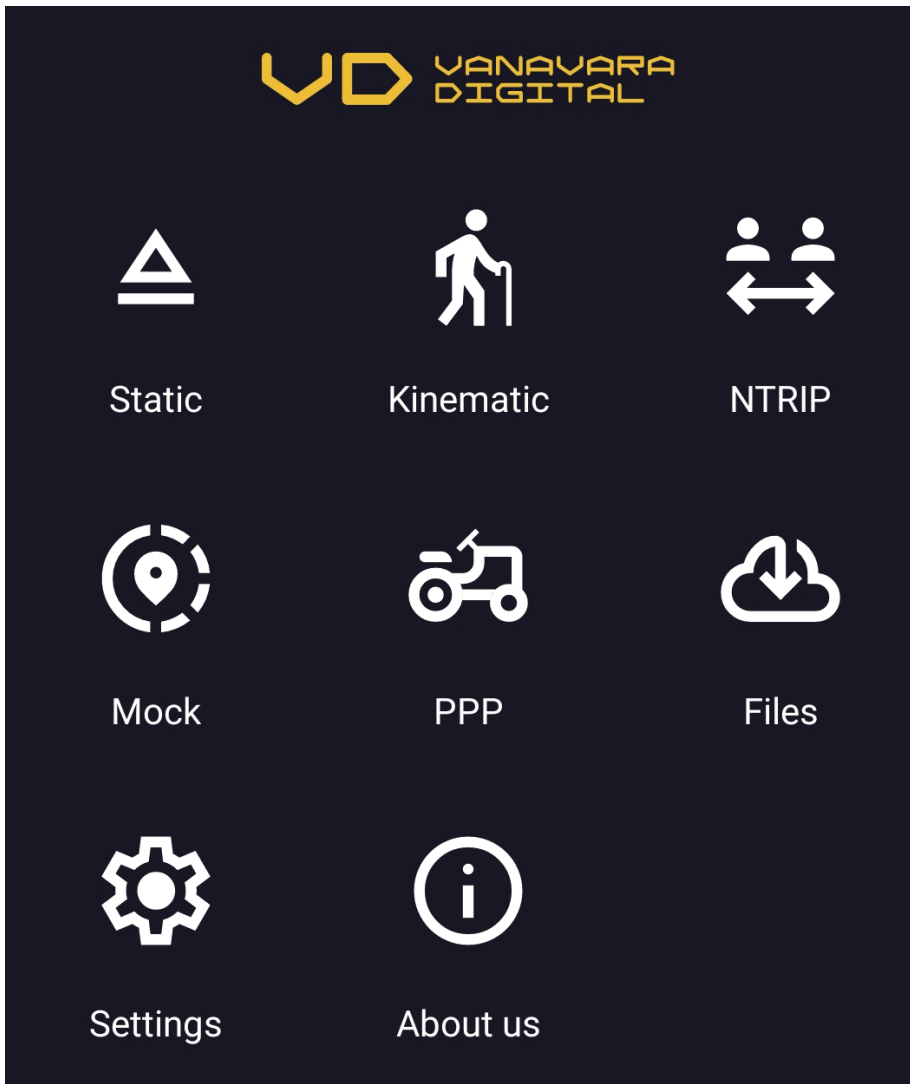 VD VANAVARA
DIGITAL
Static Kinematic NTRIP
Mock PPP Files
Settings About us